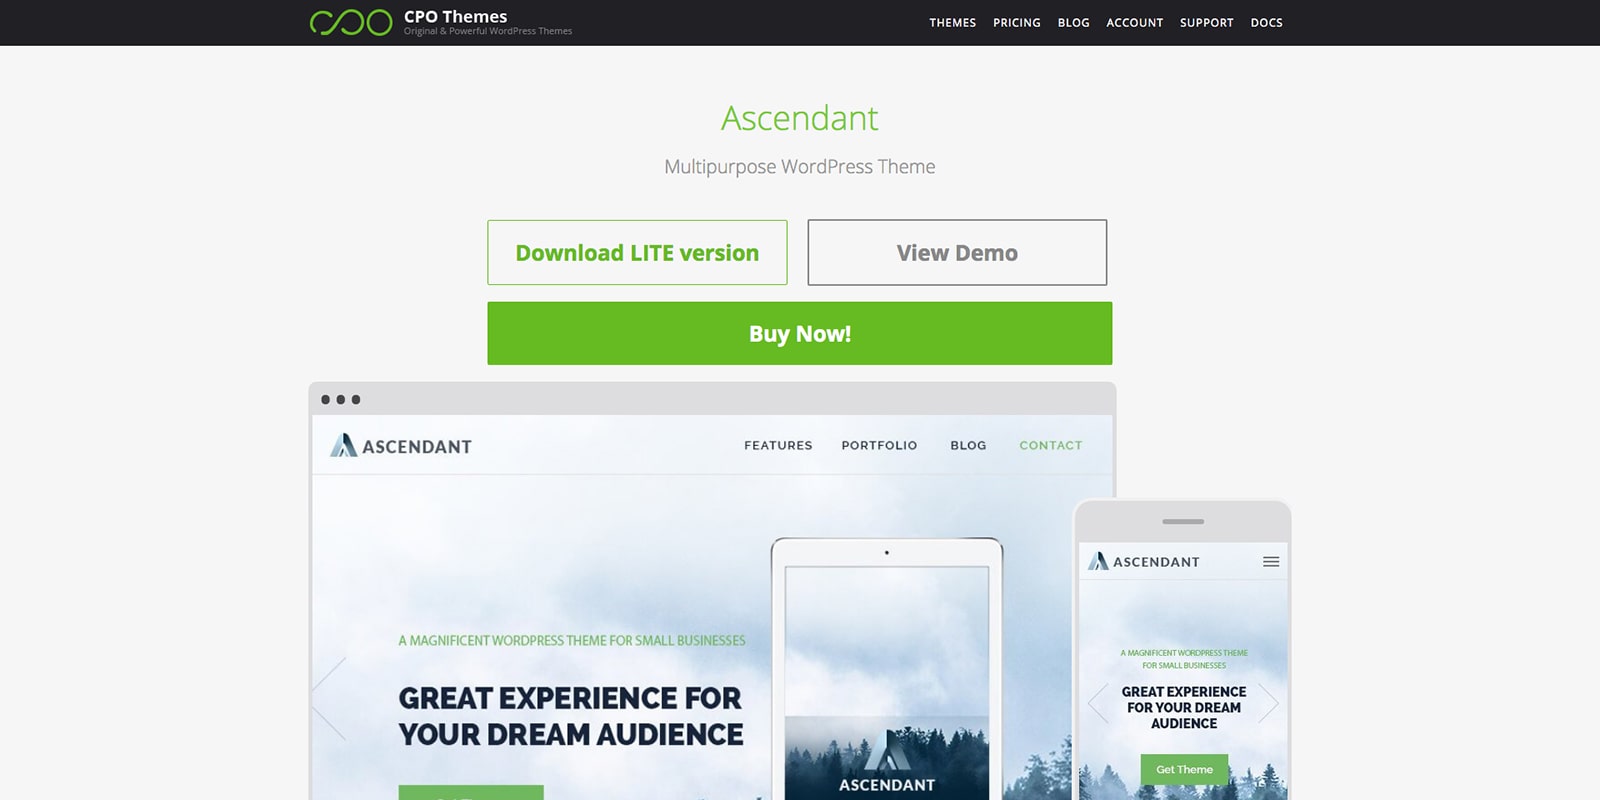 CPO Themes
Original & Powerful WordPress Themes
THEMES PRICING BLOG ACCOUNT SUPPORT DOCS
Ascendant
Multipurpose WordPress Theme
Download LITE version
View Demo
Buy Now!
ASCENDANT
FEATURES PORTFOLIO BLOG CONTACT
A MAGNIFICENT WORDPRESS THEME FOR SMALL BUSINESSES
GREAT EXPERIENCE FOR
YOUR DREAM AUDIENCE
ASCENDANT
ASCENDANT
A MAGNIFICENT WORDPRESS THEME
FOR SMALL BUSINESSES
GREAT EXPERIENCE
FOR YOUR DREAM
AUDIENCE
Get Theme